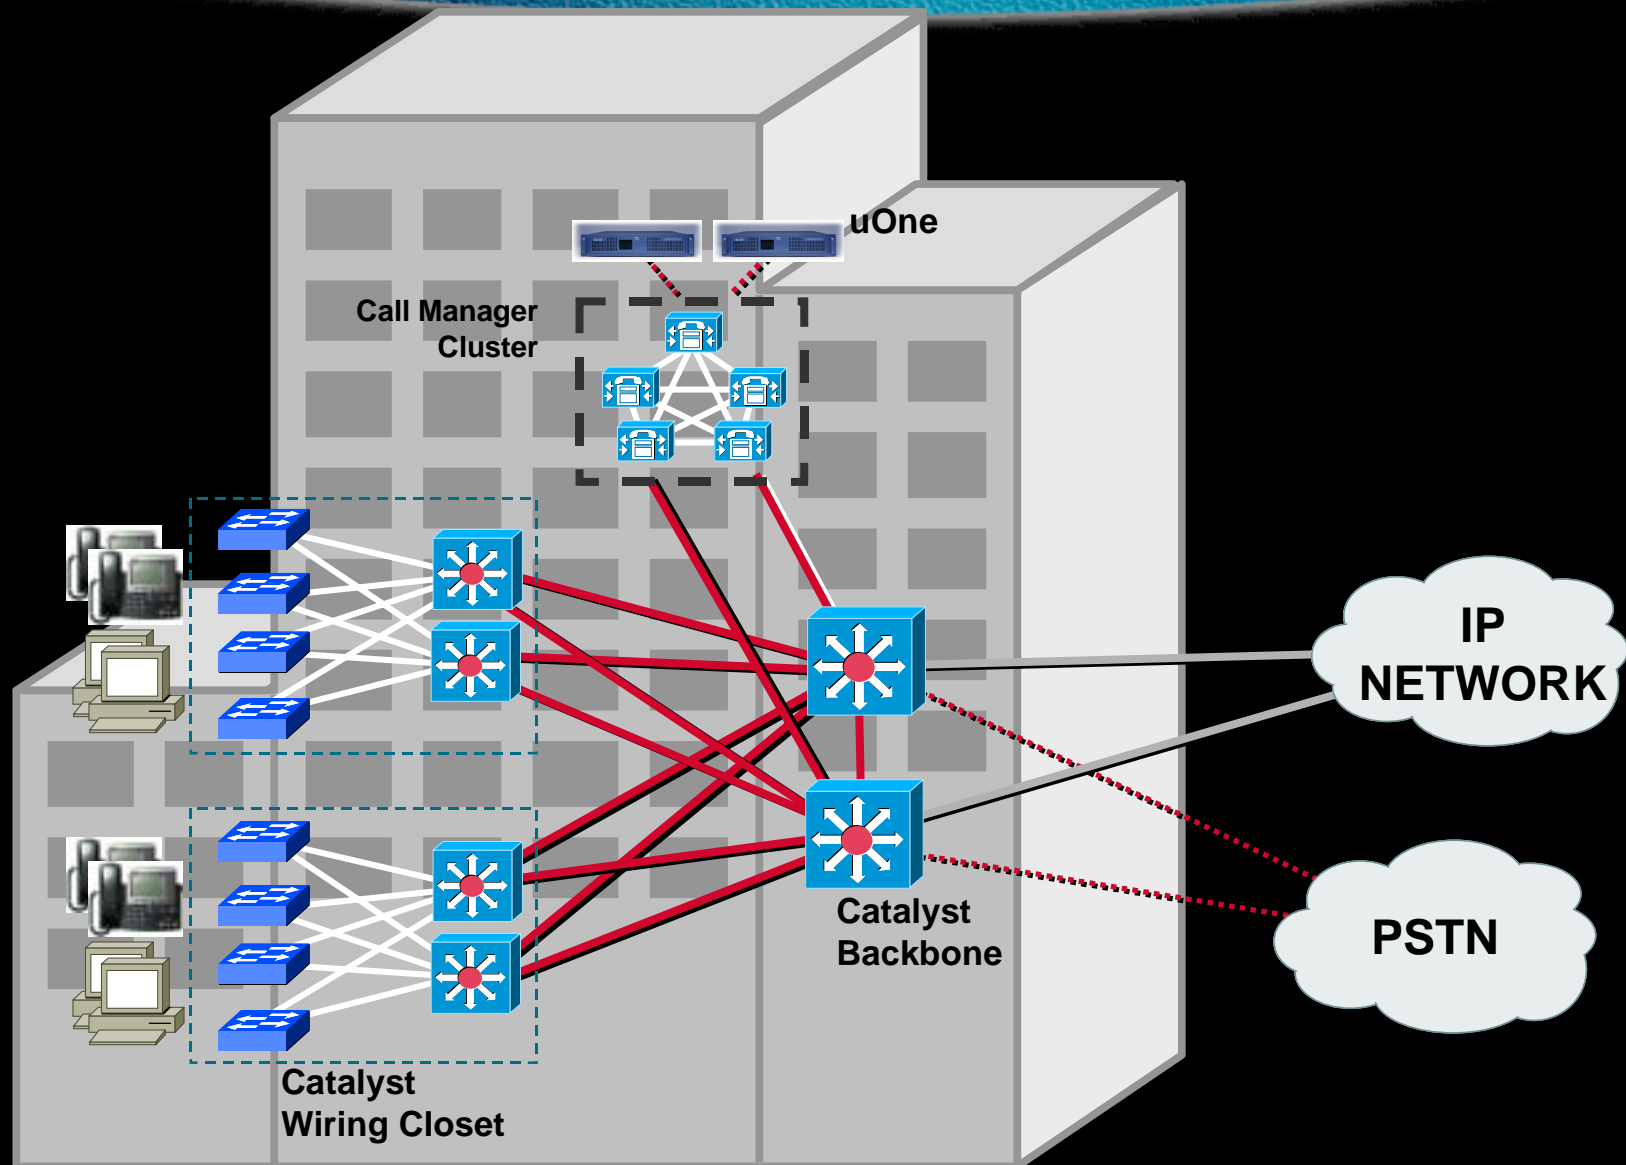 uOne
Call Manager
Cluster
IP
NETWORK
PSTN
Catalyst
Backbone
Catalyst
Wiring Closet